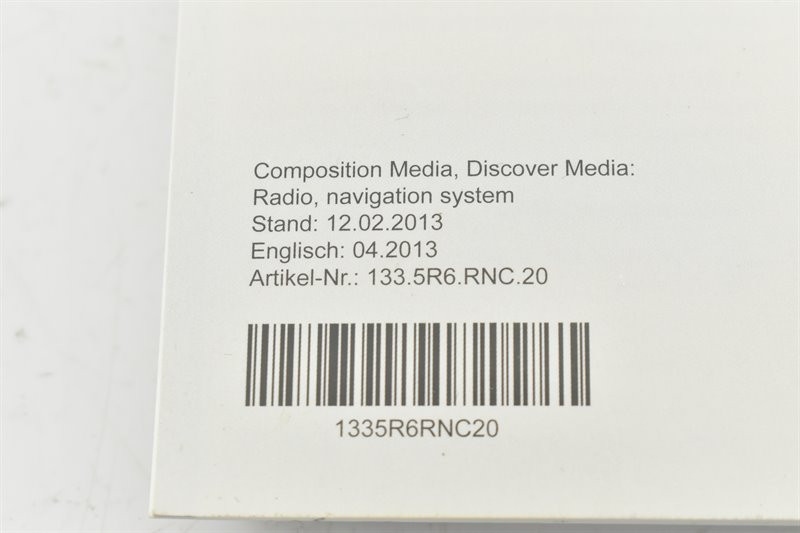 Composition Media, Discover Media:
Radio, navigation system
Stand: 12.02.2013
Englisch: 04.2013
Artikel-Nr.: 133.5R6.RNC.20
1335R6RNC20